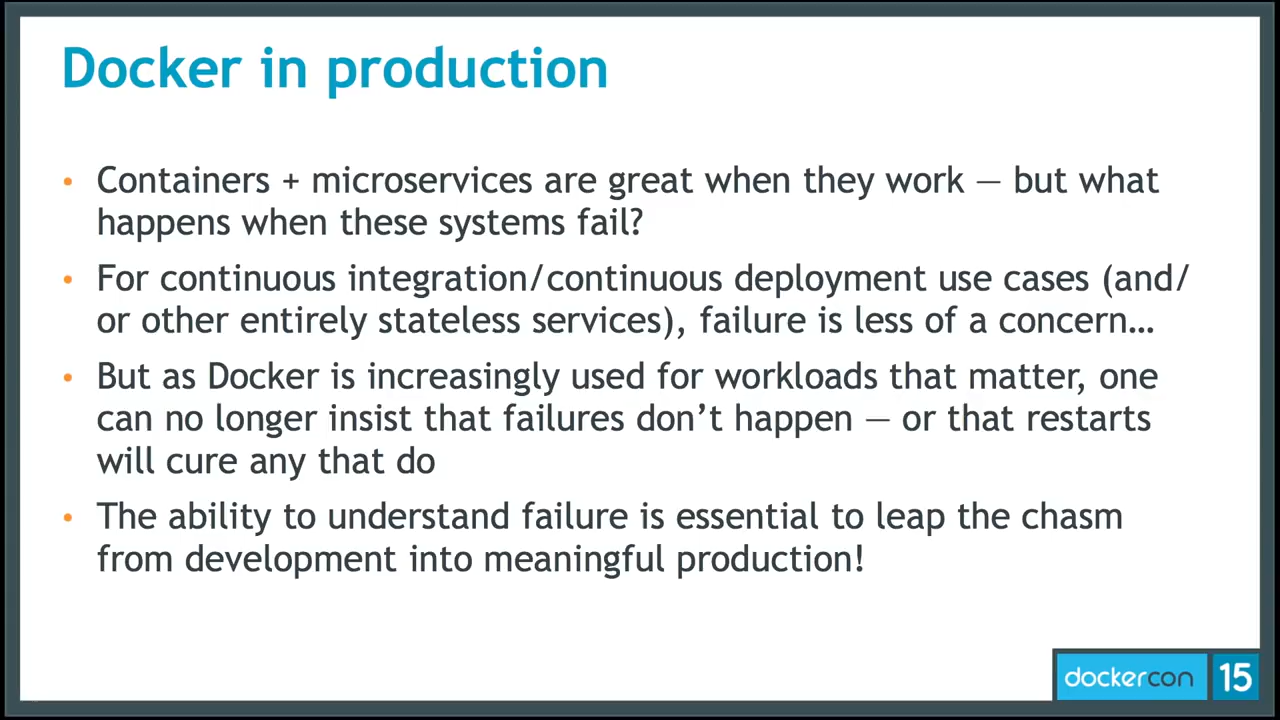 Docker in production
• Containers + microservices are great when they work — but what
happens when these systems fail?
• For continuous integration/continuous deployment use cases (and/
or other entirely stateless services), failure is less of a concern…
• But as Docker is increasingly used for workloads that matter, one
can no longer insist that failures don’t happen — or that restarts
will cure any that do
• The ability to understand failure is essential to leap the chasm
from development into meaningful production!
dockercon 15